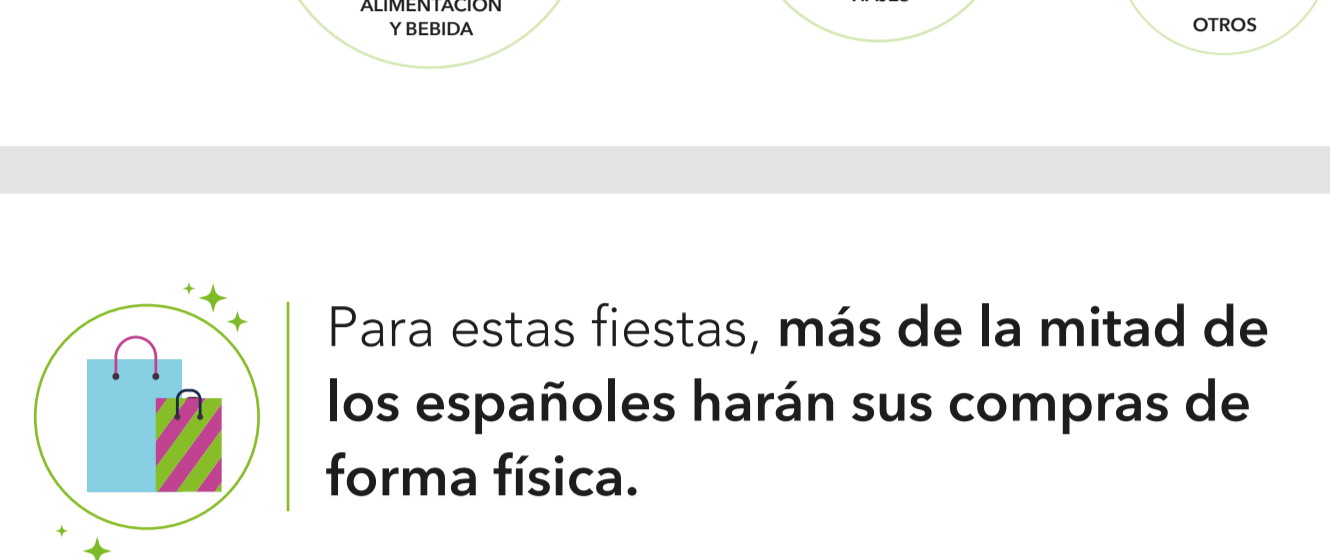 ALIMENTACIÓN
Y BEBIDA
OTROS
Para estas fiestas, más de la mitad de
los españoles harán sus compras de
forma física.